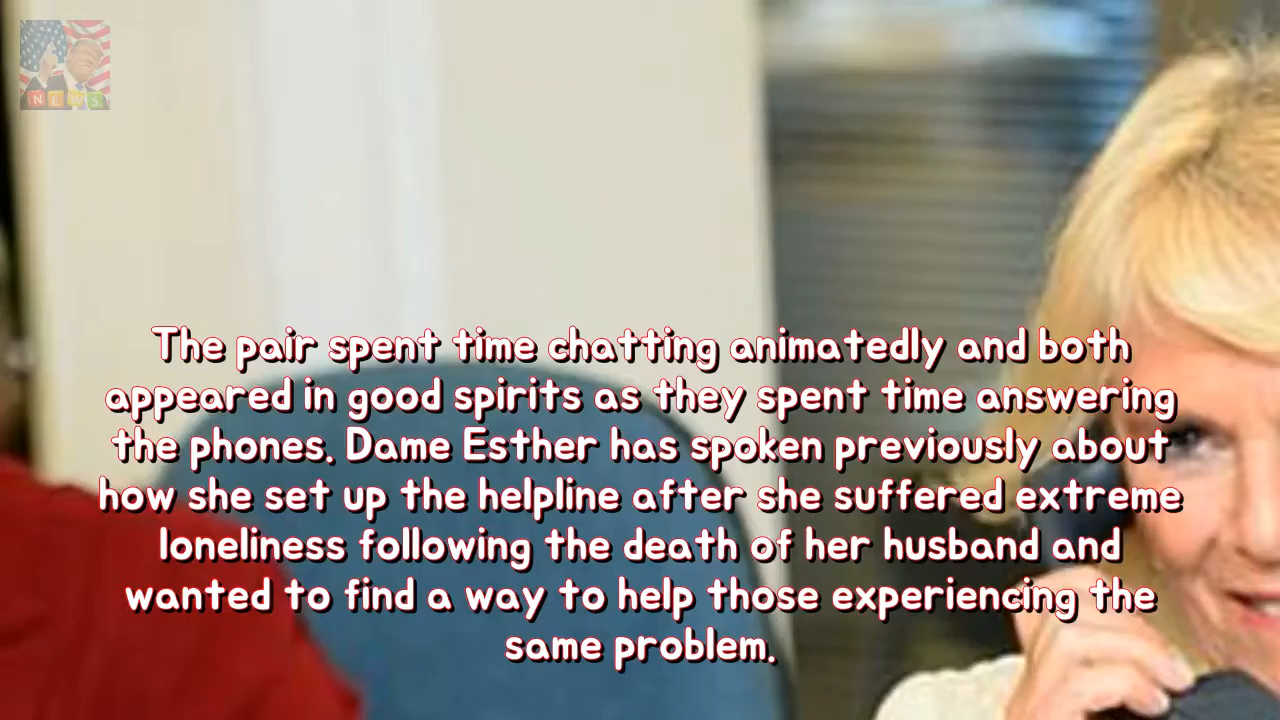 NEWS
The pair spent time chatting animatedly and both
appeared in good spirits as they spent time answering
the phones. Dame Esther has spoken previously about
how she set up the helpline after she suffered extreme
loneliness following the death of her husband and
wanted to find a way to help those experiencing the
same problem.